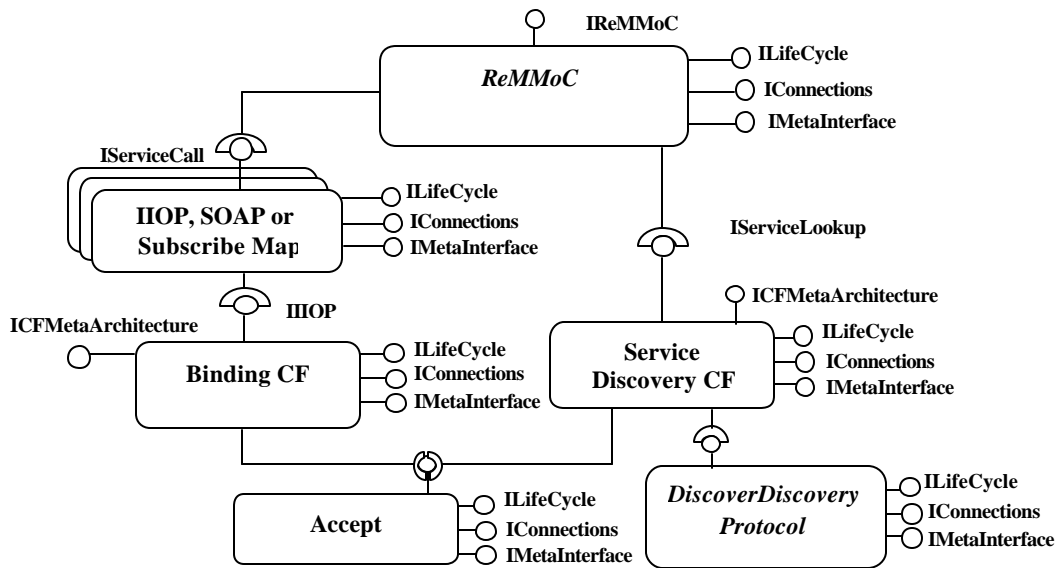 IReMMoC
ReMMoC
ILifeCycle
IConnections
IMetaInterface
IServiceCall
IIOP, SOAP or
Subscribe Map
ILifeCycle
IConnections
IMetaInterface
IServiceLookup
IIIOP
ICFMetaArchitecture
Binding CF
ILifeCycle
IConnections
IMetaInterface
ICFMetaArchitecture
Service
Discovery CF
ILifeCycle
IConnections
IMetaInterface
Accept
ILifeCycle
IConnections
IMetaInterface
DiscoverDiscovery
Protocol
ILifeCycle
IConnections
IMetaInterface